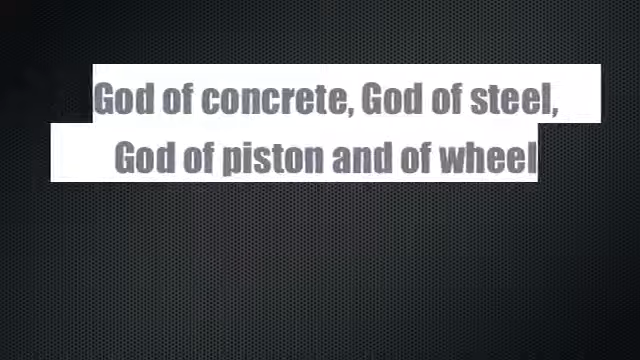 God of concrete, God of steel,
God of piston and of wheel